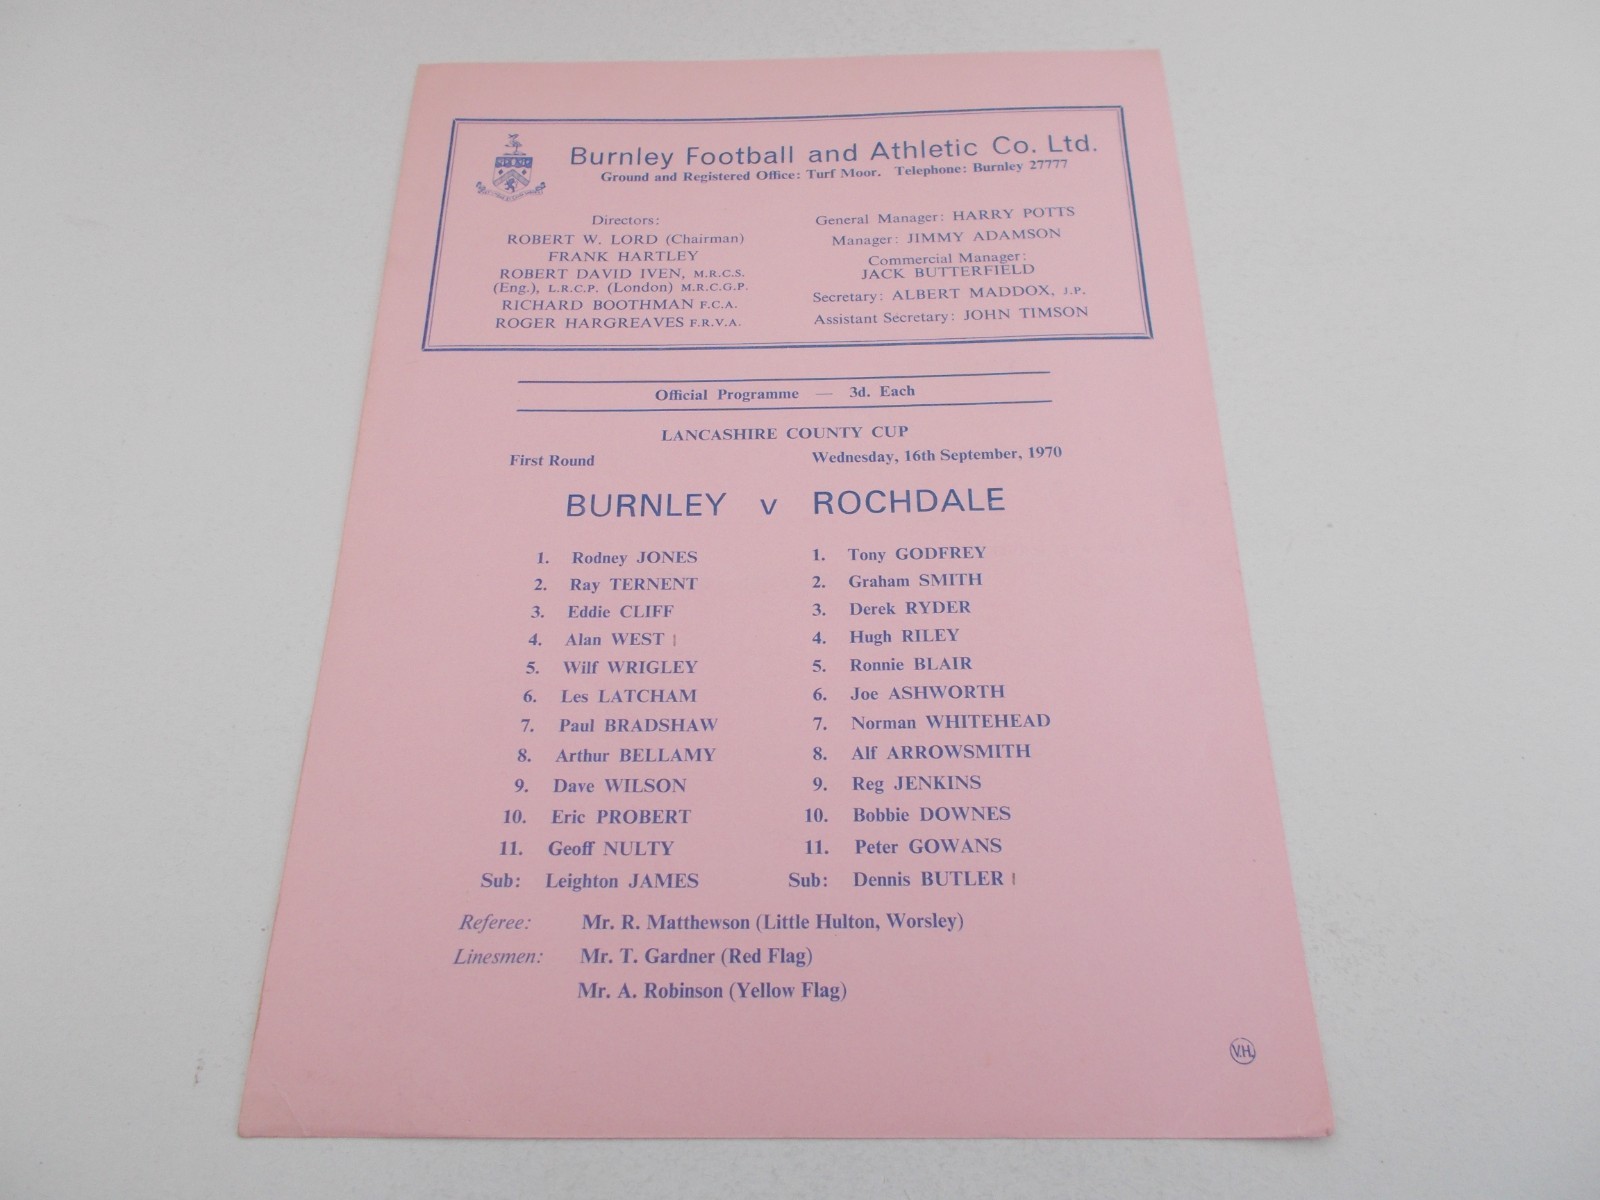 Burnley Football and Athletic Co. Ltd.
Ground and Registered Office: Turf Moor. Telephone: Burnley 27777
Directors:
ROBERT W. LORD (Chairman)
FRANK HARTLEY
ROBERT DAVID IVEN, M.R.C.S.
(Eng.), L.R.C.P. (London) M.R.C.G.P.
RICHARD BOOTHMAN F.C.A.
ROGER HARGREAVES F.R.V.A.
General Manager: HARRY POTTS
Manager: JIMMY ADAMSON
Commercial Manager:
JACK BUTTERFIELD
Secretary: ALBERT MADDOX, J.P.
Assistant Secretary: JOHN TIMSON
Official Programme — 3d. Each
LANCASHIRE COUNTY CUP
First Round Wednesday, 16th September, 1970
BURNLEY v ROCHDALE
1. Rodney JONES
2. Ray TERNENT
3. Eddie CLIFF
4. Alan WEST
5. Wilf WRIGLEY
6. Les LATCHAM
7. Paul BRADSHAW
8. Arthur BELLAMY
9. Dave WILSON
10. Eric PROBERT
11. Geoff NULTY
Sub: Leighton JAMES
1. Tony GODFREY
2. Graham SMITH
3. Derek RYDER
4. Hugh RILEY
5. Ronnie BLAIR
6. Joe ASHWORTH
7. Norman WHITEHEAD
8. Alf ARROWSMITH
9. Reg JENKINS
10. Bobbie DOWNES
11. Peter GOWANS
Sub: Dennis BUTLER
Referee: Mr. R. Matthewson (Little Hulton, Worsley)
Linesmen: Mr. T. Gardner (Red Flag)
Mr. A. Robinson (Yellow Flag)
V.H.